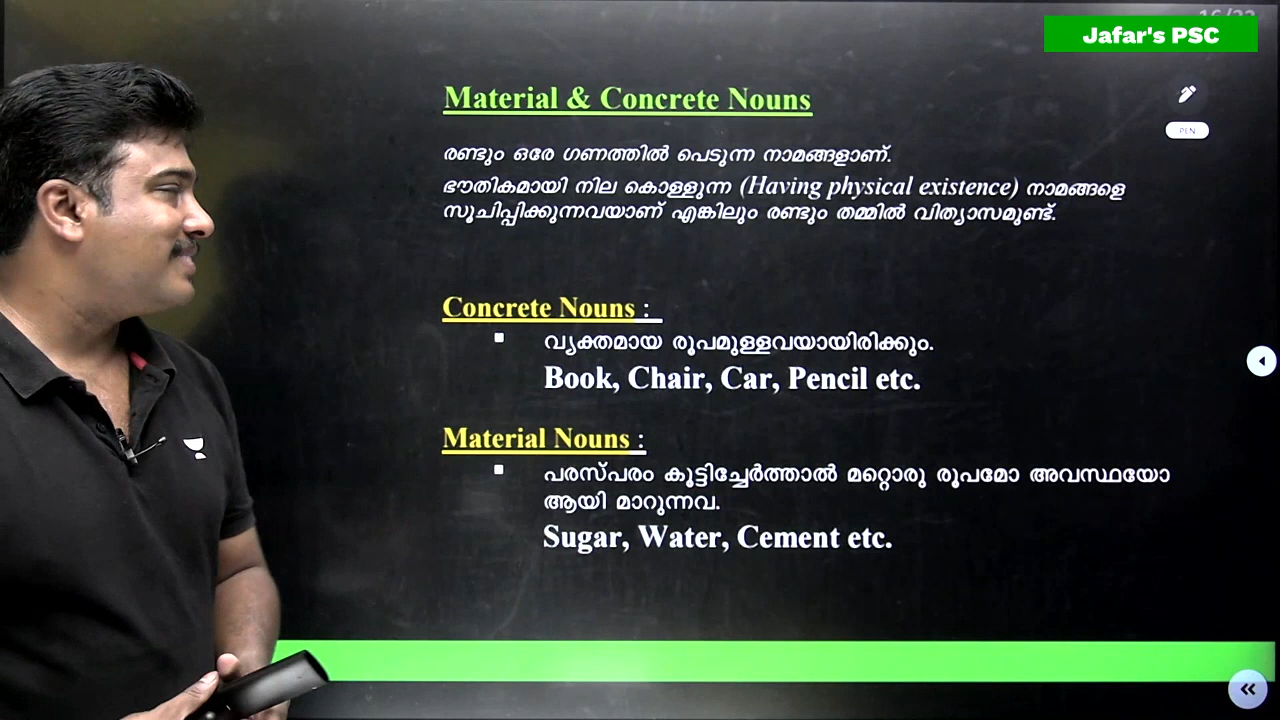 16/22
Jafar's PSC
Material & Concrete Nouns
PEN
രണ്ടും ഒരേ ഗണത്തിൽ പെടുന്ന നാമങ്ങളാണ്.
ഭൗതികമായി നില കൊള്ളുന്ന (Having physical existence) നാമങ്ങളെ
സൂചിപ്പിക്കുന്നവയാണ് എങ്കിലും രണ്ടും തമ്മിൽ വിത്യാസമുണ്ട്.
Concrete Nouns :
വ്യക്തമായ രൂപമുള്ളവയായിരിക്കും.
Book, Chair, Car, Pencil etc.
Material Nouns :
പരസ്പരം കൂട്ടിച്ചേർത്താൽ മറ്റൊരു രൂപമോ അവസ്ഥയോ
ആയി മാറുന്നവ.
Sugar, Water, Cement etc.